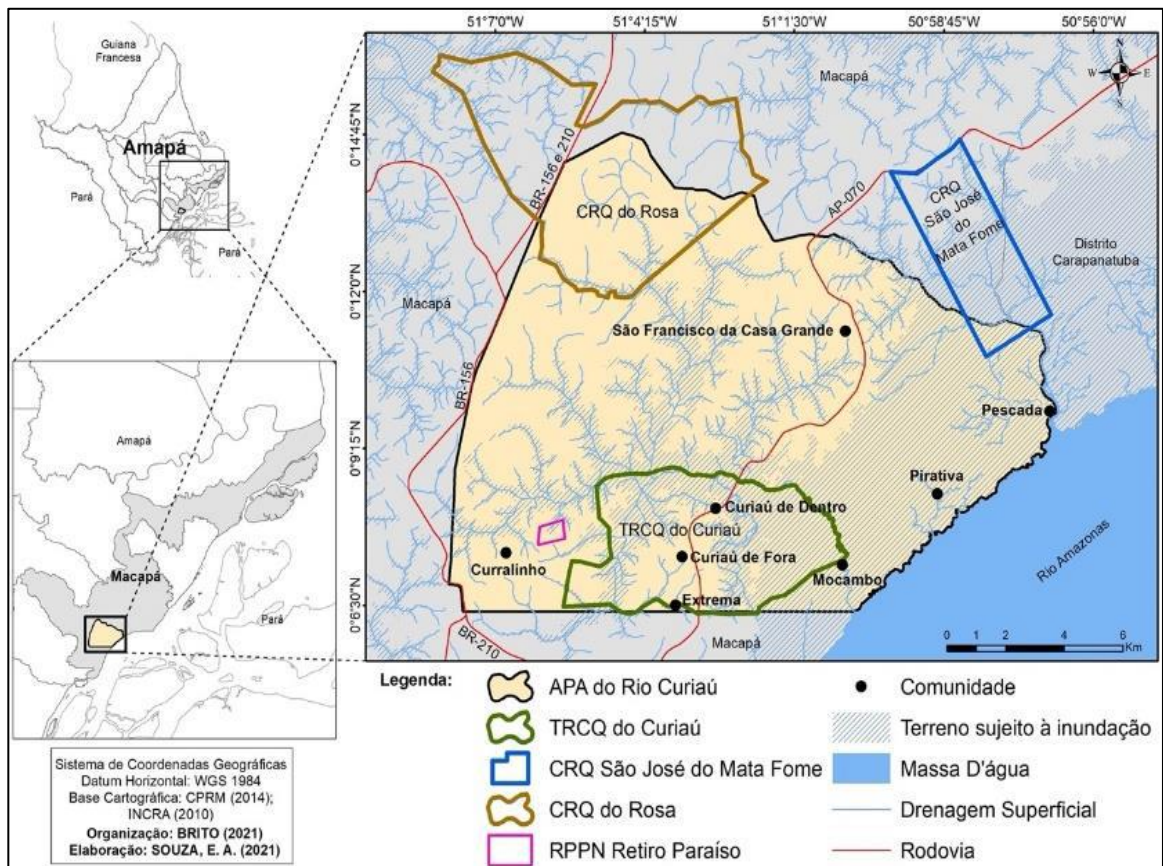 Guiana
Francesa
Amapá
Pará
Pará
Amapá
Macapá
Pará
51°7'0"W
51°4'15"W
51°1'30"W
50°58'45"W
50°56'0"W
0°14'45"N
0°12'0"N
0°9'15"N
0°6'30"N
N
W
E
S
Macapá
BR-156 e 210
AP-070
CRQ do Rosa
CRQ
São José
do
Mata Fome
Distrito
Carapanatuba
Macapá
São Francisco da Casa Grande
BR-156
Pescada
Pirativa
Curiaú de Dentro
TRCQ do Curiaú
Curralinho
Curiaú de Fora
Mocambo
Rio Amazonas
Extrema
BR-210
Macapá
0 1 2 4 6
Km
Legenda:
APA do Rio Curiaú
TRCQ do Curiaú
CRQ São José do Mata Fome
CRQ do Rosa
RPPN Retiro Paraíso
Comunidade
Terreno sujeito à inundação
Massa D'água
Drenagem Superficial
Rodovia
Sistema de Coordenadas Geográficas
Datum Horizontal: WGS 1984
Base Cartográfica: CPRM (2014);
INCRA (2010)
Organização: BRITO (2021)
Elaboração: SOUZA, E. A. (2021)